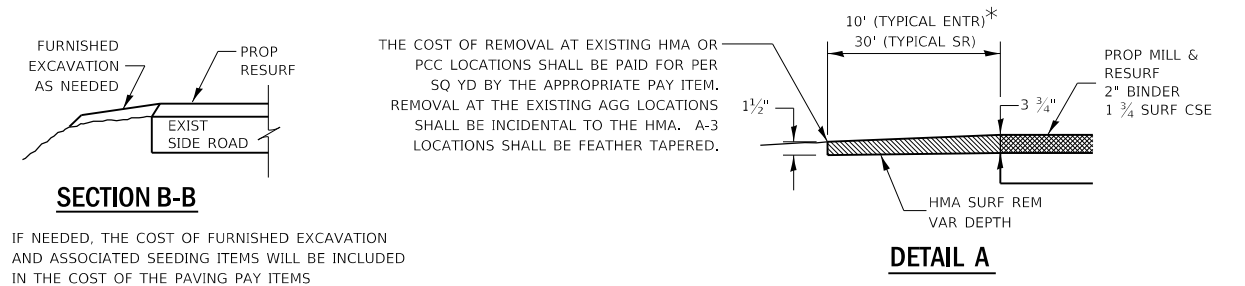 FURNISHED
EXCAVATION
AS NEEDED
PROP
RESURF
EXIST
SIDE ROAD
SECTION B-B
IF NEEDED, THE COST OF FURNISHED EXCAVATION
AND ASSOCIATED SEEDING ITEMS WILL BE INCLUDED
IN THE COST OF THE PAVING PAY ITEMS
THE COST OF REMOVAL AT EXISTING HMA OR
PCC LOCATIONS SHALL BE PAID FOR PER
SQ YD BY THE APPROPRIATE PAY ITEM.
REMOVAL AT THE EXISTING AGG LOCATIONS
SHALL BE INCIDENTAL TO THE HMA. A-3
LOCATIONS SHALL BE FEATHER TAPERED.
10' (TYPICAL ENTR)*
30' (TYPICAL SR)
1½"
3 ¾"
PROP MILL &
RESURF
2" BINDER
1 ¾ SURF CSE
HMA SURF REM
VAR DEPTH
DETAIL A